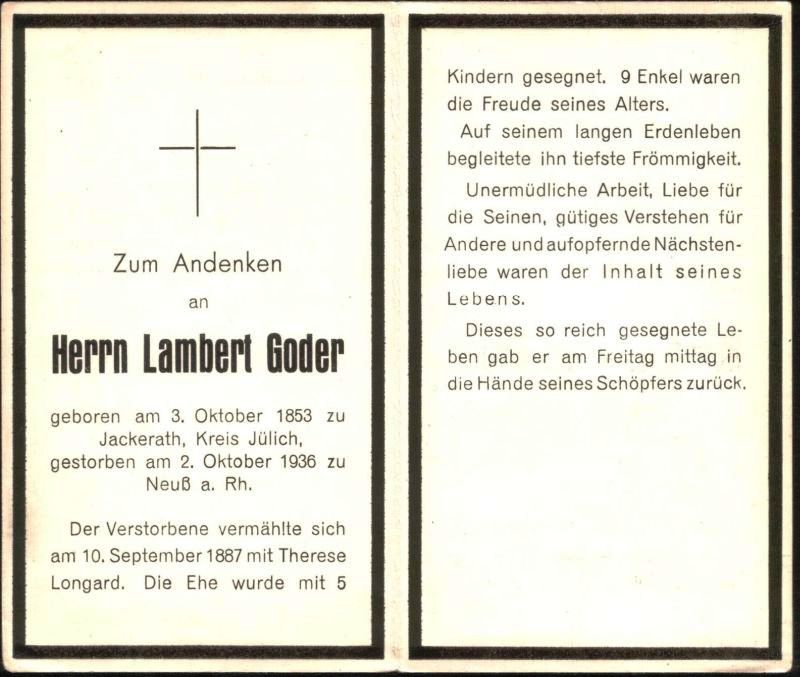 Zum Andenken
an
Herrn Lambert Goder
geboren am 3. Oktober 1853 zu
Jackerath, Kreis Jülich,
gestorben am 2. Oktober 1936 zu
Neuß a. Rh.
Der Verstorbene vermählte sich
am 10. September 1887 mit Therese
Longard. Die Ehe wurde mit 5
Kindern gesegnet. 9 Enkel waren
die Freude seines Alters.
Auf seinem langen Erdenleben
begleitete ihn tiefste Frömmigkeit.
Unermüdliche Arbeit, Liebe für
die Seinen, gütiges Verstehen für
Andere und aufopfernde Nächsten-
liebe waren der Inhalt seines
Lebens.
Dieses so reich gesegnete Le-
ben gab er am Freitag mittag in
die Hände seines Schöpfers zurück.